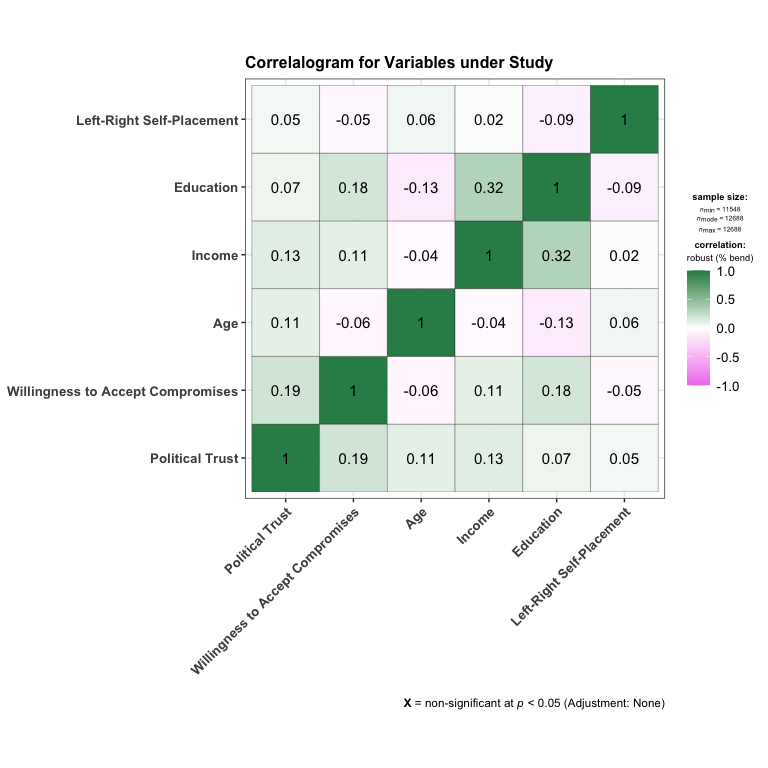 Correlalogram for Variables under Study
Left-Right Self-Placement 0.05 -0.05 0.06 0.02 -0.09 1
Education 0.07 0.18 -0.13 0.32 1 -0.09
Income 0.13 0.11 -0.04 1 0.32 0.02
Age 0.11 -0.06 1 -0.04 -0.13 0.06
Willingness to Accept Compromises 0.19 1 -0.06 0.11 0.18 -0.05
Political Trust 1 0.19 0.11 0.13 0.07 0.05
Political Trust
Willingness to Accept Compromises
Age
Income
Education
Left-Right Self-Placement
sample size:
nmin = 11548
nmode = 12688
nmax = 12688
correlation:
robust (% bend)
1.0
0.5
0.0
-0.5
-1.0
X = non-significant at p < 0.05 (Adjustment: None)